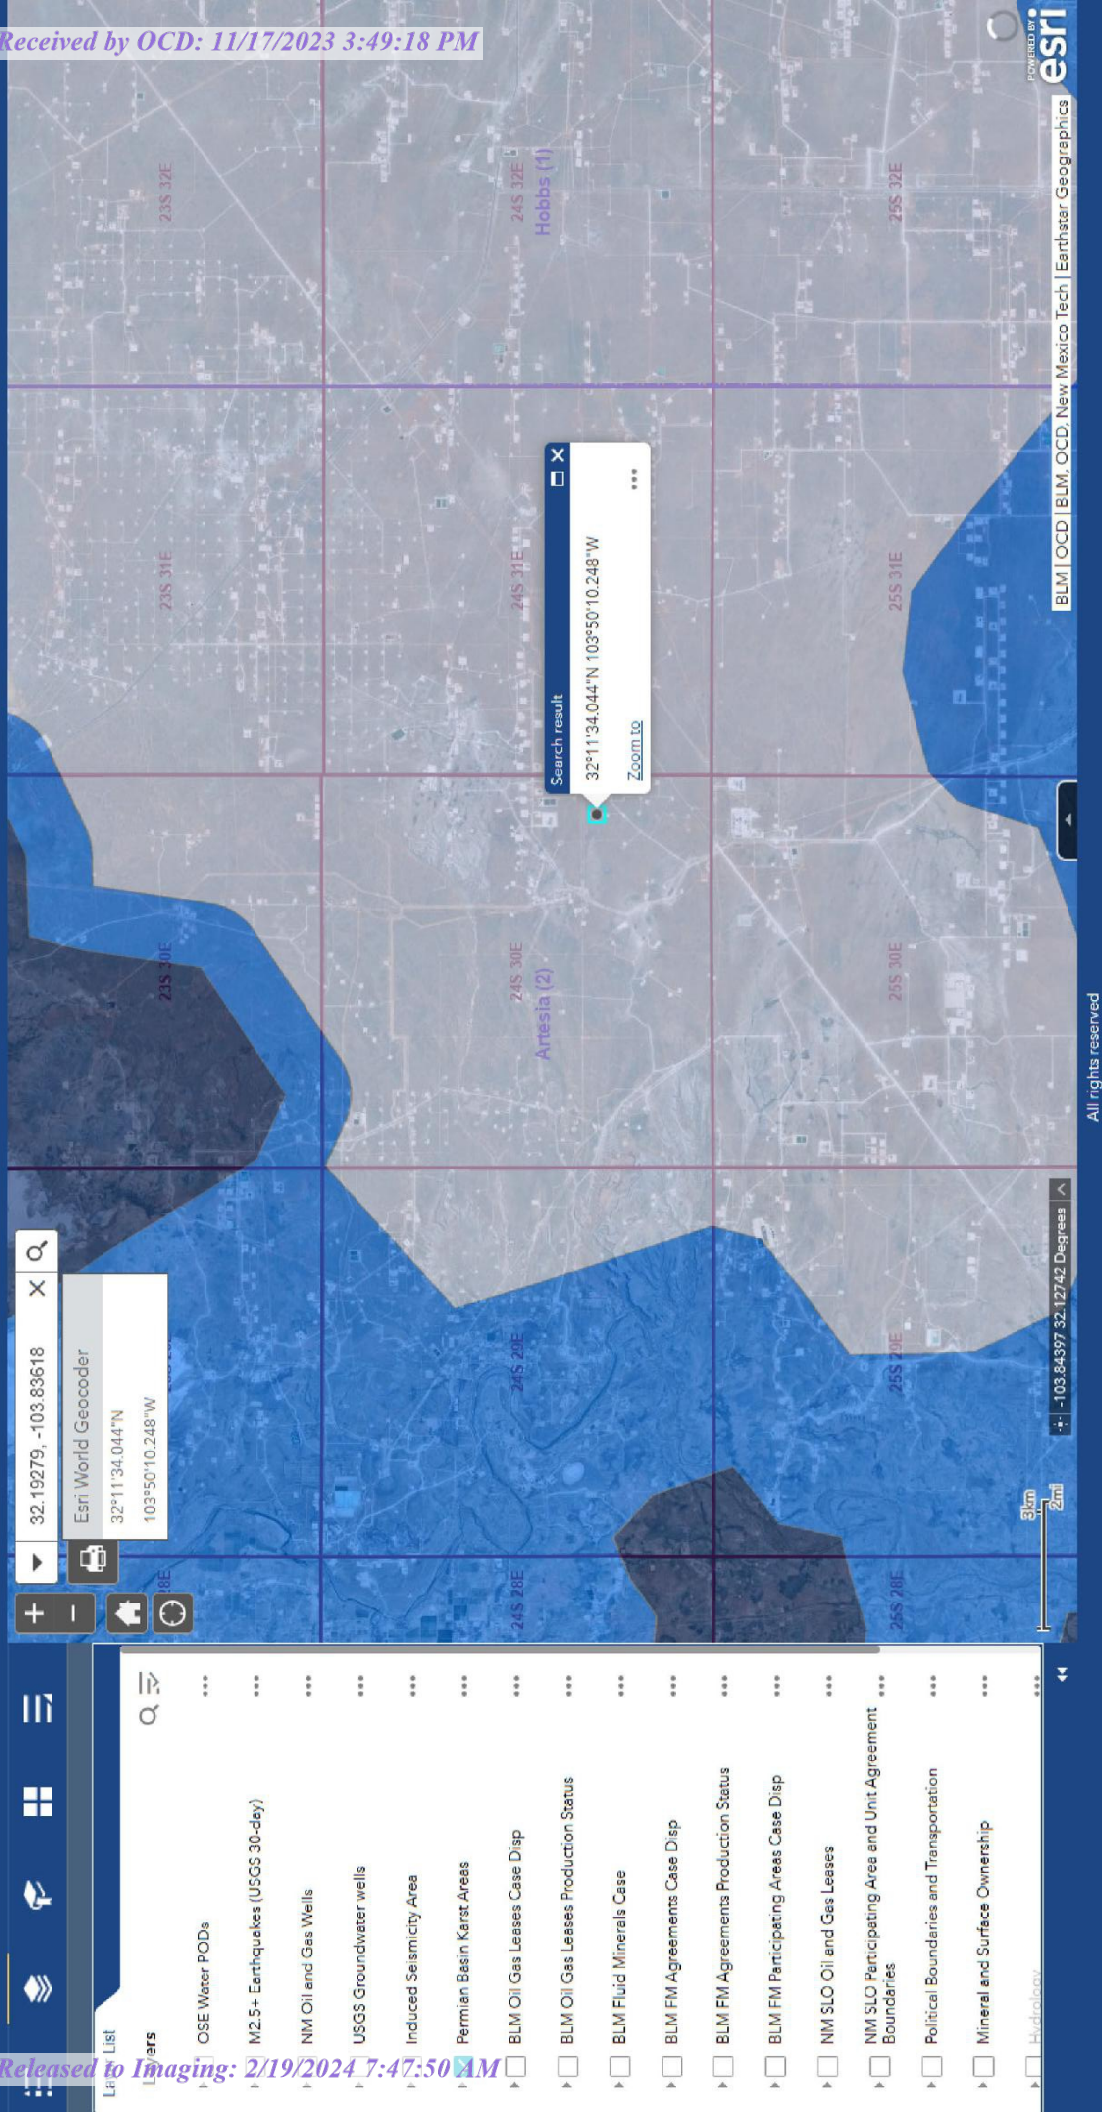 Received by OCD: 11/17/2023 3:49:18 PM
Released to Imaging: 2/19/2024 7:47:50 AM
Layer List
Layers
OSE Water PODs
M2.5+ Earthquakes (USGS 30-day)
NM Oil and Gas Wells
USGS Groundwater wells
Induced Seismicity Area
Permian Basin Karst Areas
BLM Oil Gas Leases Case Disp
BLM Oil Gas Leases Production Status
BLM Fluid Minerals Case
BLM FM Agreements Case Disp
BLM FM Agreements Production Status
BLM FM Participating Areas Case Disp
NM SLO Oil and Gas Leases
NM SLO Participating Area and Unit Agreement
Boundaries
Political Boundaries and Transportation
Mineral and Surface Ownership
Hydrology
32.19279, -103.83618
Esri World Geocoder
32°11'34.044"N
103°50'10.248"W
28E
23S 30E
23S 31E
23S 32E
24S 28E
24S 29E
24S 30E
24S 31E
24S 32E
Artesia (2)
Hobbs (1)
Search result
32°11'34.044"N 103°50'10.248"W
Zoom to
25S 28E
25S 29E
25S 30E
25S 31E
25S 32E
3km
2mi
-103.84397 32.12742 Degrees
BLM | OCD | BLM, OCD, New Mexico Tech | Earthstar Geographics
POWERED BY
esri
All rights reserved